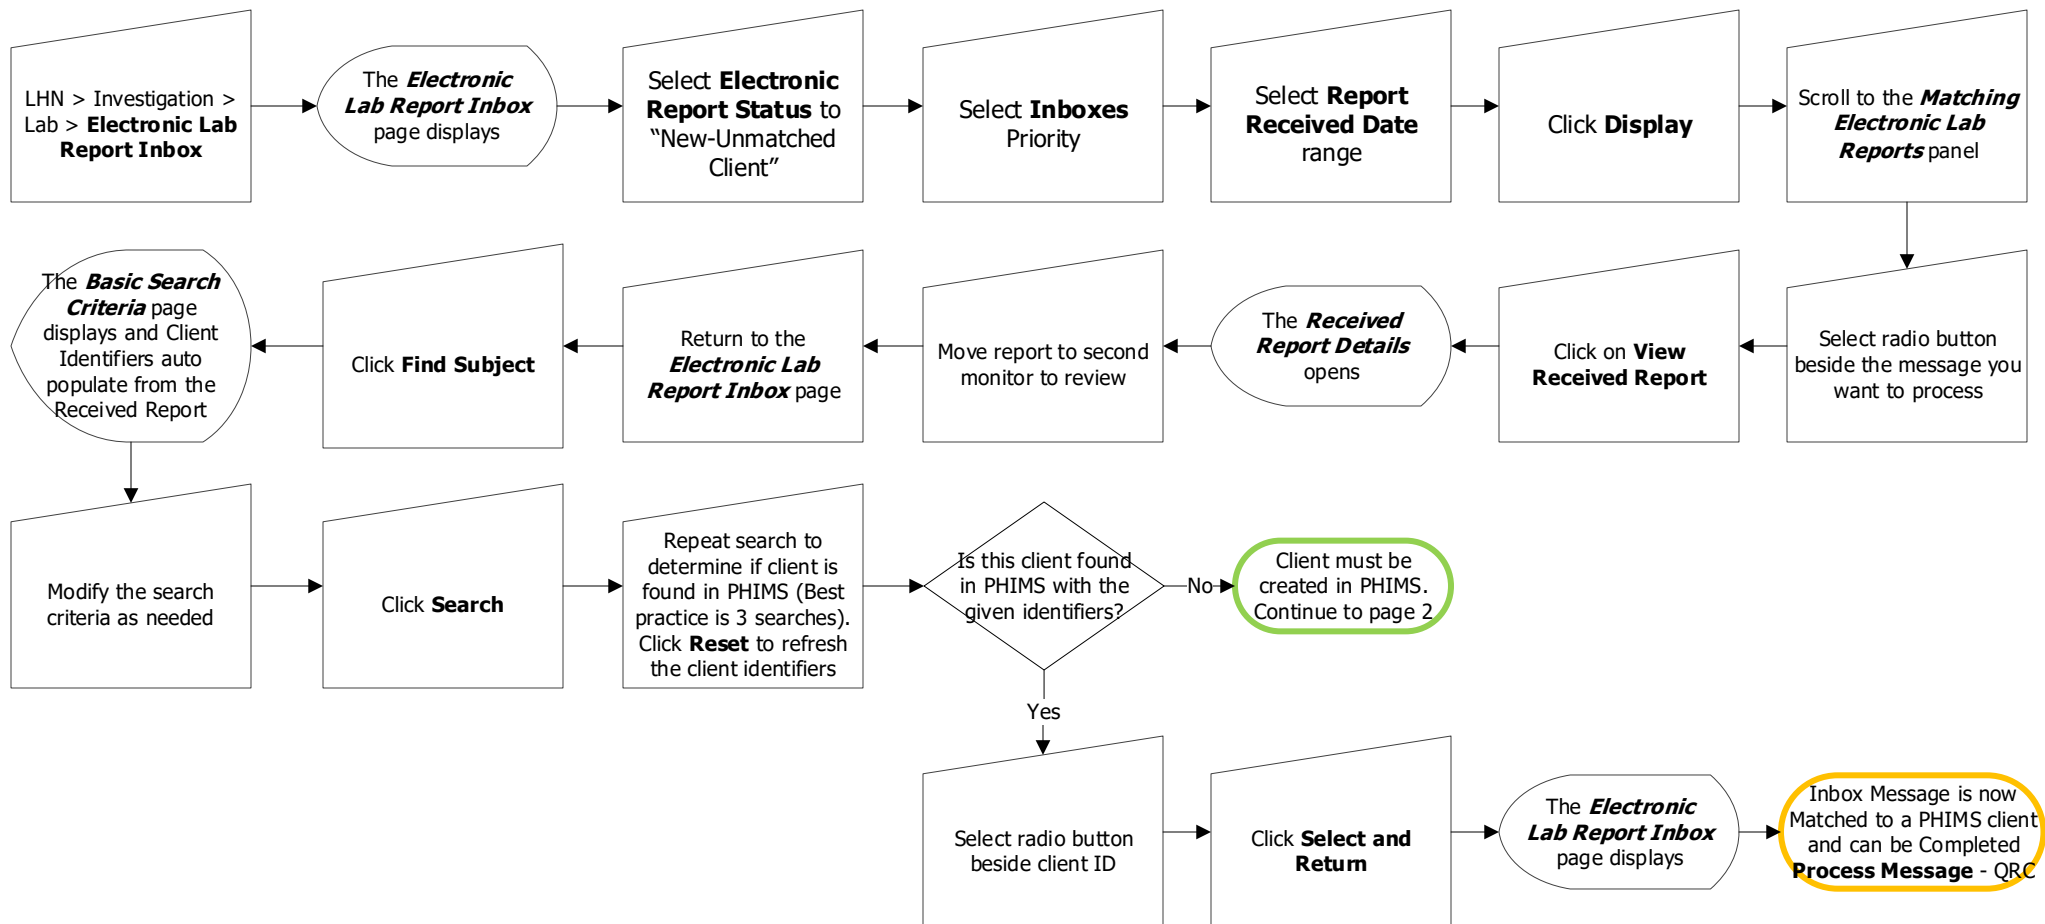 LHN > Investigation >
Lab > Electronic Lab
Report Inbox
The Electronic
Lab Report Inbox
page displays
Select Electronic
Report Status to
“New-Unmatched
Client”
Select Inboxes
Priority
Select Report
Received Date
range
Click Display
Scroll to the Matching
Electronic Lab
Reports panel
Select radio button
beside the message you
want to process
Click on View
Received Report
The Received
Report Details
opens
Move report to second
monitor to review
Return to the
Electronic Lab
Report Inbox page
Click Find Subject
The Basic Search
Criteria page
displays and Client
Identifiers auto
populate from the
Received Report
Modify the search
criteria as needed
Click Search
Repeat search to
determine if client is
found in PHIMS (Best
practice is 3 searches).
Click Reset to refresh
the client identifiers
Is this client found
in PHIMS with the
given identifiers?
No
Client must be
created in PHIMS.
Continue to page 2
Yes
Select radio button
beside client ID
Click Select and
Return
The Electronic
Lab Report Inbox
page displays
Inbox Message is now
Matched to a PHIMS client
and can be Completed
Process Message - QRC